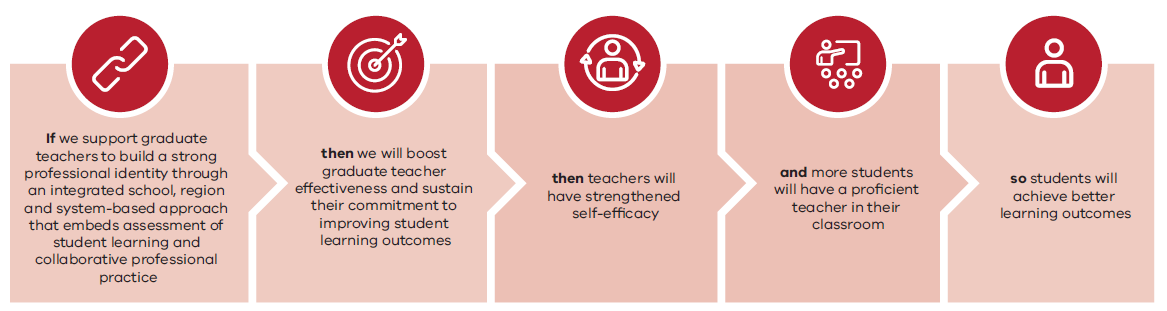 If we support graduate
teachers to build a strong
professional identity through
an integrated school, region
and system-based approach
that embeds assessment of
student learning and
collaborative professional
practice
then we will boost
graduate teacher
effectiveness and sustain
their commitment to
improving student
learning outcomes
then teachers will
have strengthened
self-efficacy
and more students
will have a proficient
teacher in their
classroom
so students will
achieve better
learning outcomes